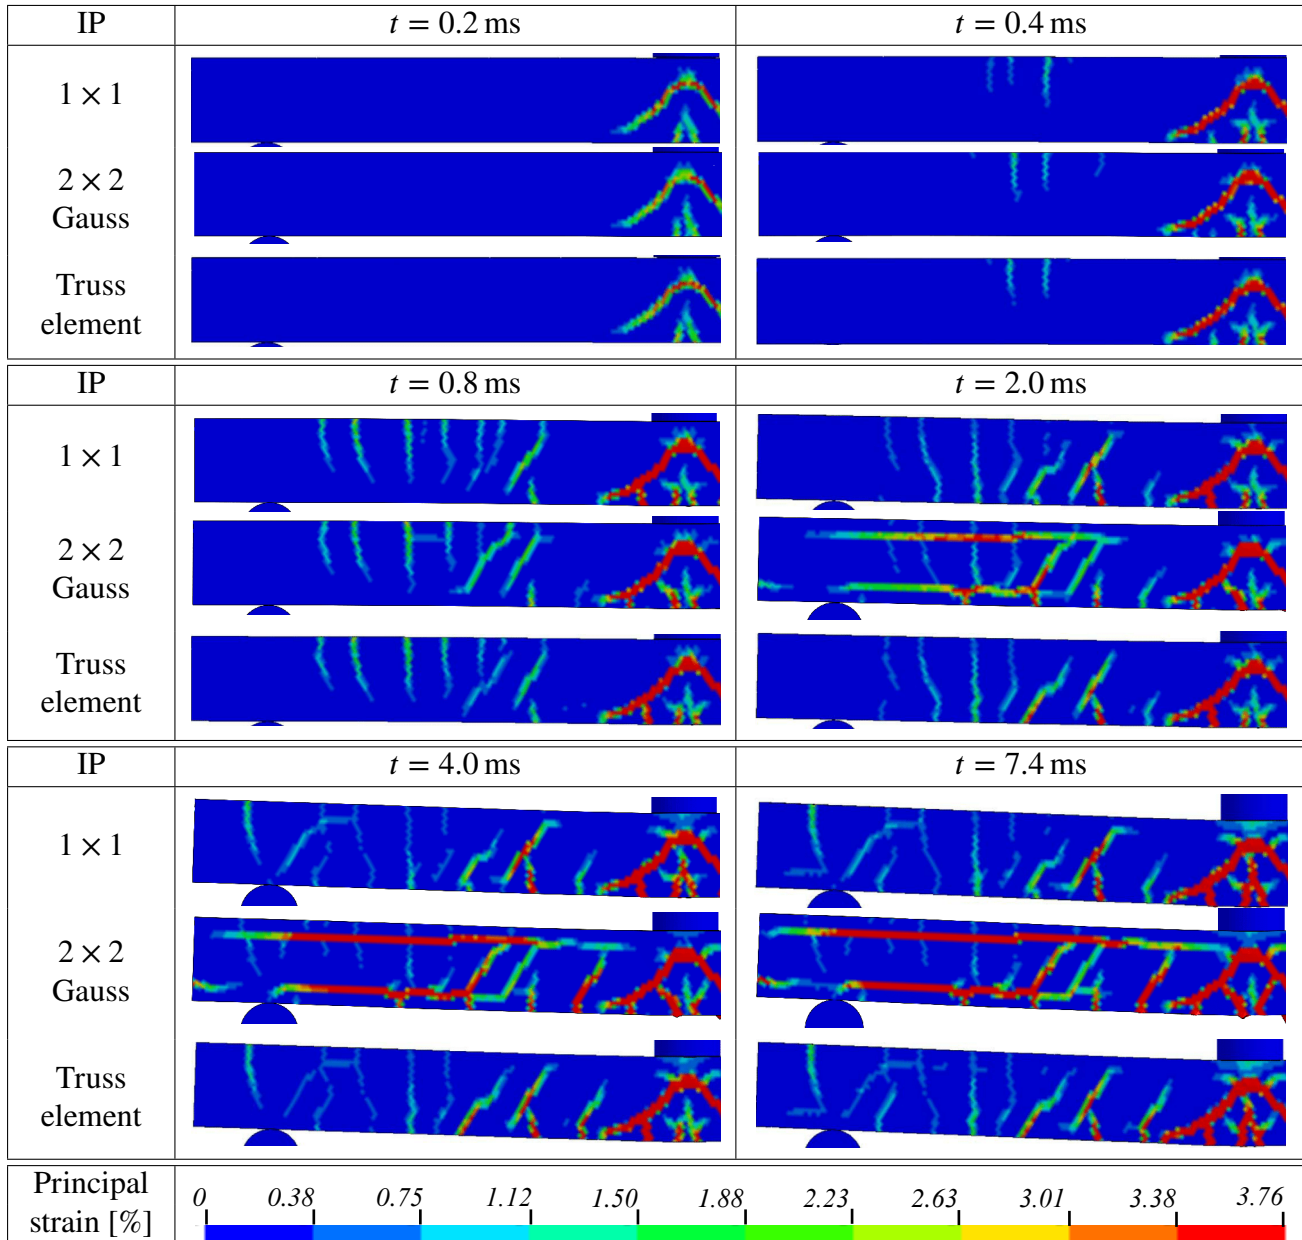 IP t = 0.2 ms t = 0.4 ms
1 × 1
2 × 2
Gauss
Truss
element
IP t = 0.8 ms t = 2.0 ms
1 × 1
2 × 2
Gauss
Truss
element
IP t = 4.0 ms t = 7.4 ms
1 × 1
2 × 2
Gauss
Truss
element
Principal
strain [%]
0 0.38 0.75 1.12 1.50 1.88 2.23 2.63 3.01 3.38 3.76